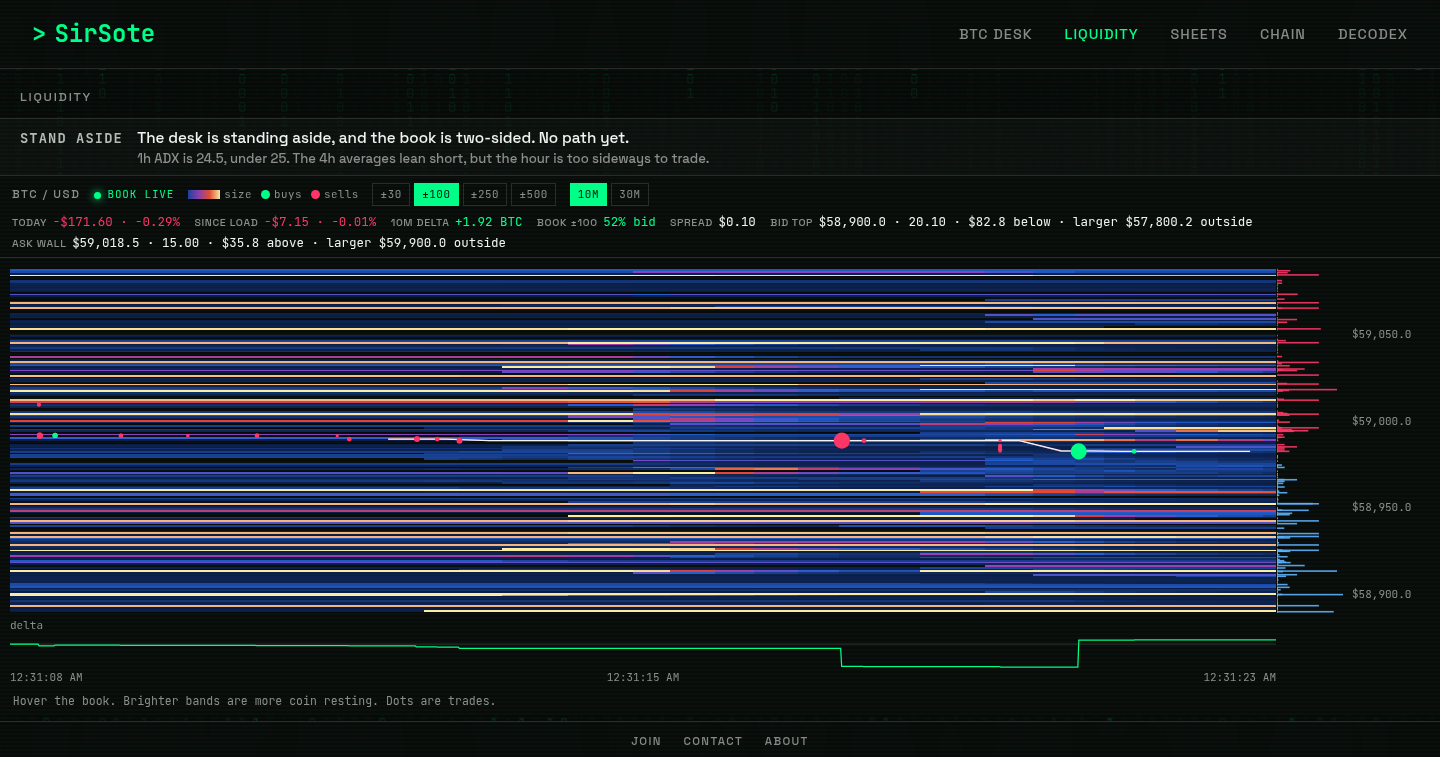 > SirSote
BTC DESK LIQUIDITY SHEETS CHAIN DECODEX
LIQUIDITY
STAND ASIDE The desk is standing aside, and the book is two-sided. No path yet.
1h ADX is 24.5, under 25. The 4h averages lean short, but the hour is too sideways to trade.
BTC / USD BOOK LIVE size buys sells ±30 ±100 ±250 ±500 10M 30M
TODAY -$171.60 · -0.29% SINCE LOAD -$7.15 · -0.01% 10M DELTA +1.92 BTC BOOK ±100 52% bid SPREAD $0.10 BID TOP $58,900.0 · 20.10 · $82.8 below · larger $57,800.2 outside
ASK WALL $59,018.5 · 15.00 · $35.8 above · larger $59,900.0 outside
$59,050.0
$59,000.0
$58,950.0
$58,900.0
delta
12:31:08 AM 12:31:15 AM 12:31:23 AM
Hover the book. Brighter bands are more coin resting. Dots are trades.
JOIN CONTACT ABOUT